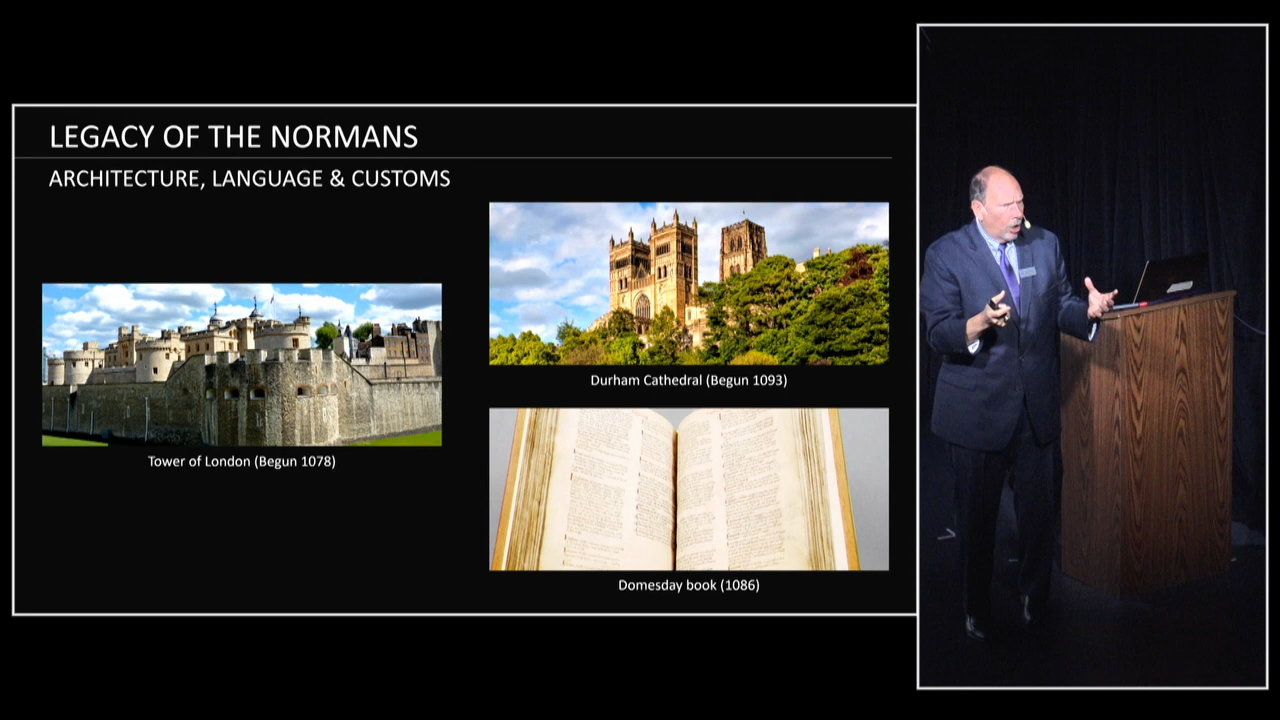 LEGACY OF THE NORMANS
ARCHITECTURE, LANGUAGE & CUSTOMS
Tower of London (Begun 1078)
Durham Cathedral (Begun 1093)
Domesday book (1086)